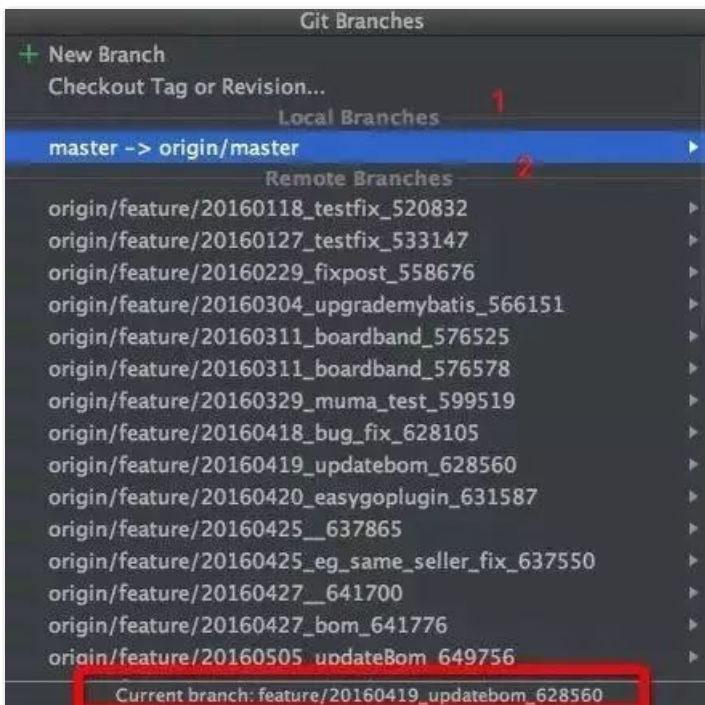 Git Branches
+ New Branch
Checkout Tag or Revision...
1
Local Branches
master -> origin/master
2
Remote Branches
origin/feature/20160118_testfix_520832
origin/feature/20160127_testfix_533147
origin/feature/20160229_fixpost_558676
origin/feature/20160304_upgrademybatis_566151
origin/feature/20160311_boardband_576525
origin/feature/20160311_boardband_576578
origin/feature/20160329_muma_test_599519
origin/feature/20160418_bug_fix_628105
origin/feature/20160419_updatebom_628560
origin/feature/20160420_easygoplugin_631587
origin/feature/20160425__637865
origin/feature/20160425_eg_same_seller_fix_637550
origin/feature/20160427__641700
origin/feature/20160427_bom_641776
origin/feature/20160505_updateBom_649756
Current branch: feature/20160419_updatebom_628560